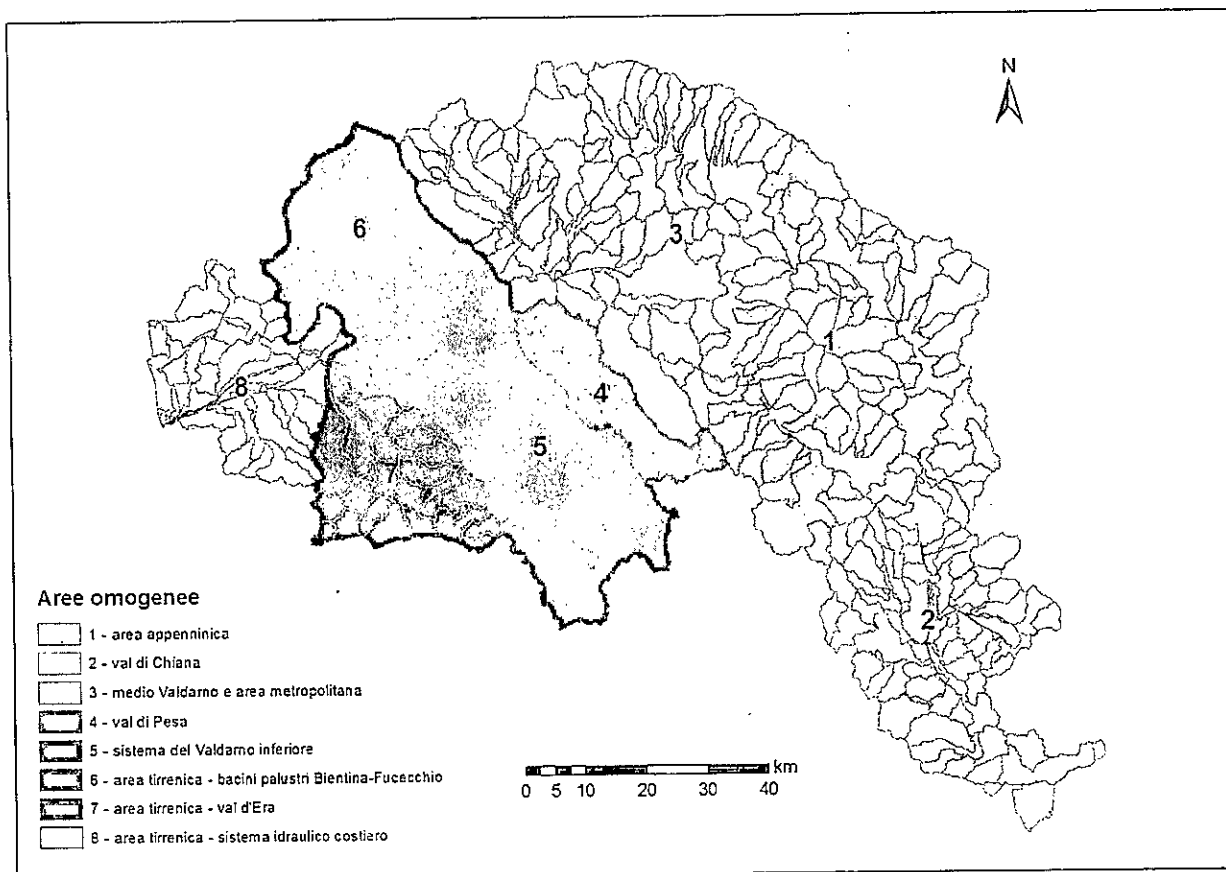 N
6
3
1
8
4
5
7
2
Aree omogenee
1 - area appenninica
2 - val di Chiana
3 - medio Valdarno e area metropolitana
4 - val di Pesa
5 - sistema del Valdarno inferiore
6 - area tirrenica - bacini palustri Bientina-Fucecchio
7 - area tirrenica - val d'Era
8 - area tirrenica - sistema idraulico costiero
km
0 5 10 20 30 40